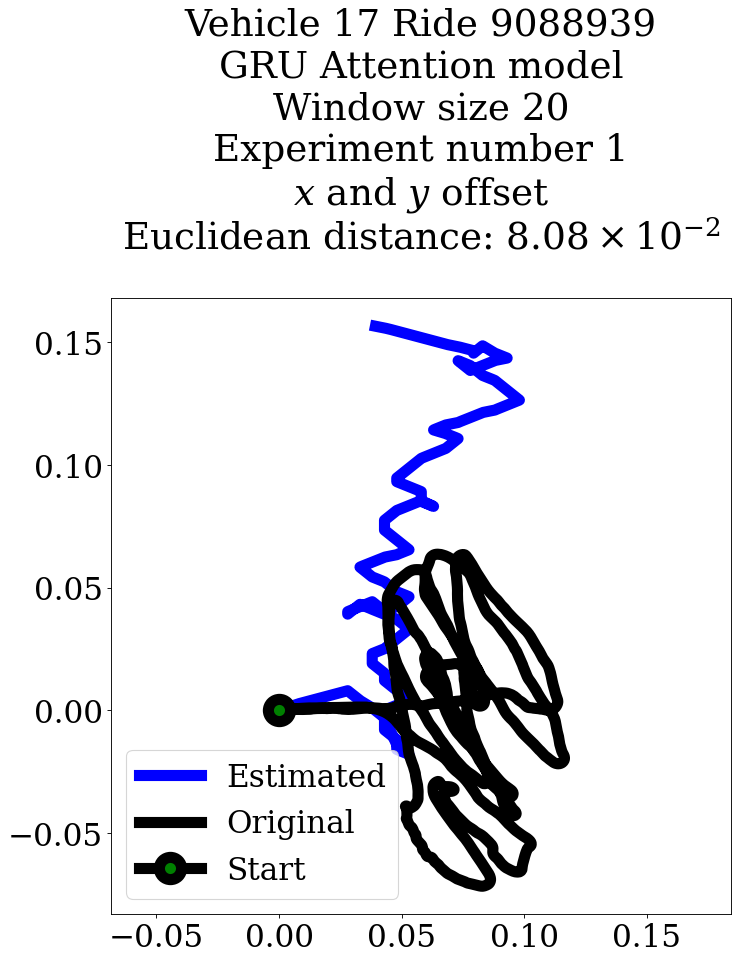 Vehicle 17 Ride 9088939
GRU Attention model
Window size 20
Experiment number 1
x and y offset
Euclidean distance: 8.08 × 10⁻²
0.15
0.10
0.05
0.00
−0.05
Estimated
Original
Start
−0.05 0.00 0.05 0.10 0.15